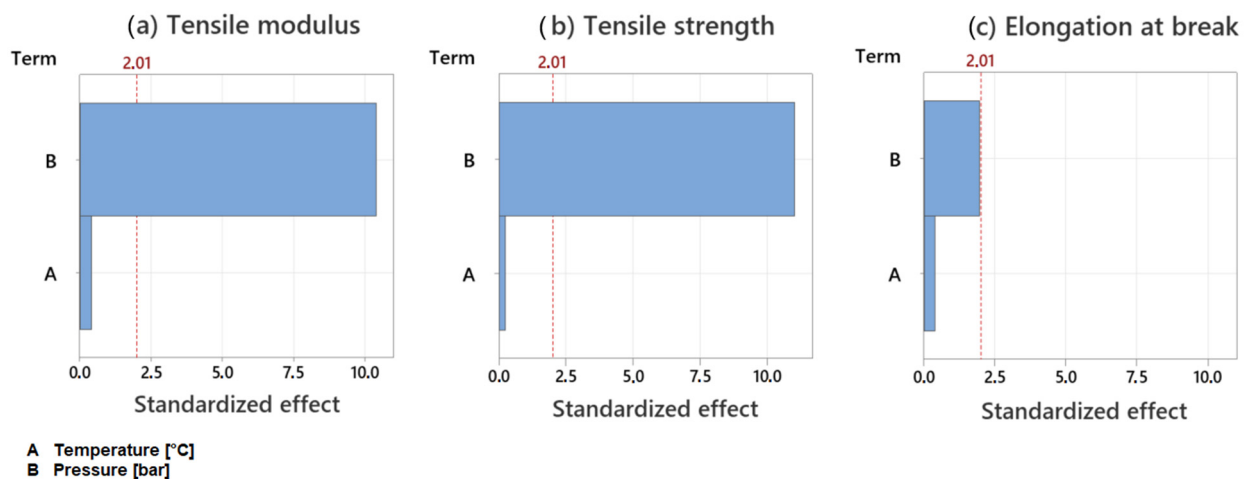 (a) Tensile modulus
Term
2.01
B
A
0.0 2.5 5.0 7.5 10.0
Standardized effect
(b) Tensile strength
Term
2.01
B
A
0.0 2.5 5.0 7.5 10.0
Standardized effect
(c) Elongation at break
Term
2.01
B
A
0.0 2.5 5.0 7.5 10.0
Standardized effect
A Temperature [°C]
B Pressure [bar]